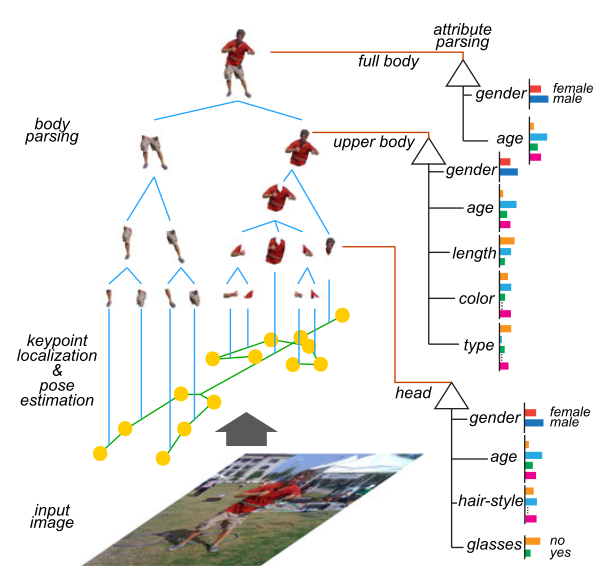 attribute
parsing
full body
gender
female
male
age
body
parsing
upper body
gender
age
length
color
type
keypoint
localization
&
pose
estimation
head
gender
female
male
age
hair-style
glasses
no
yes
input
image